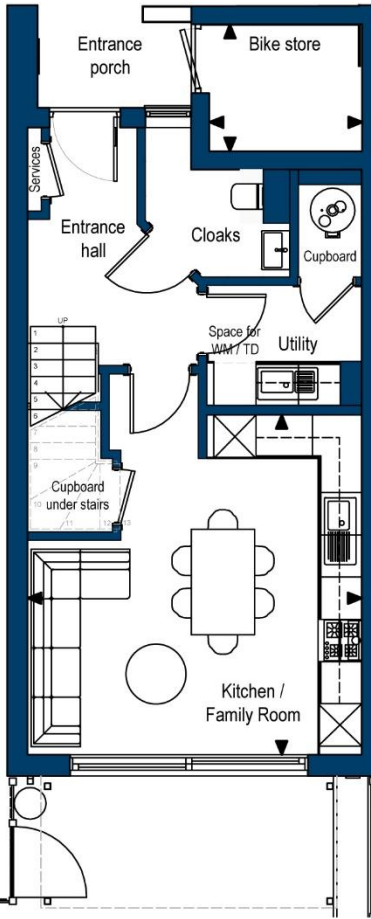 Entrance
porch
Bike store
Services
Entrance
hall
Cloaks
Cupboard
UP
1
2
3
4
5
6
7
8
9
10
11
12
13
Space for
WM / TD
Utility
Cupboard
under stairs
Kitchen /
Family Room